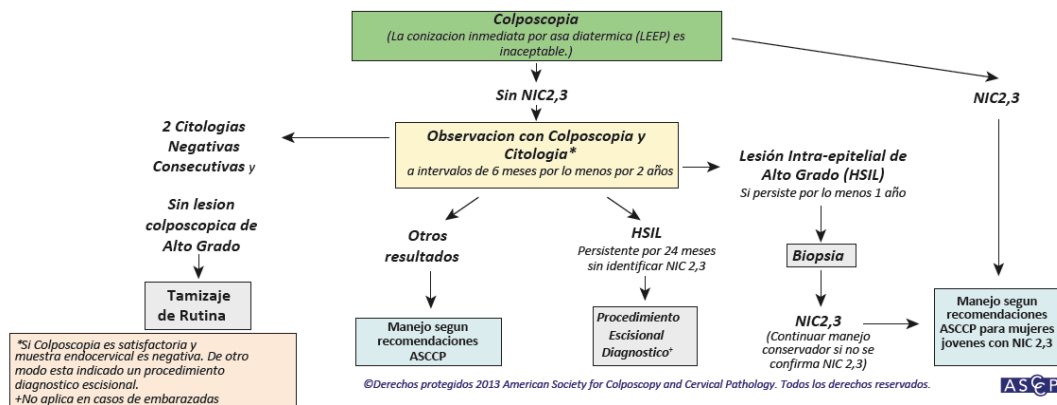 Colposcopia
(La conizacion inmediata por asa diatermica (LEEP) es
inaceptable.)
Sin NIC2,3
NIC2,3
2 Citologias
Negativas
Consecutivas y
Sin lesion
colposcopica de
Alto Grado
Tamizaje
de Rutina
Observacion con Colposcopia y
Citologia*
a intervalos de 6 meses por lo menos por 2 años
Otros
resultados
Manejo segun
recomendaciones
ASCCP
HSIL
Persistente por 24 meses
sin identificar NIC 2,3
Procedimiento
Escisional
Diagnostico+
Lesión Intra-epitelial de
Alto Grado (HSIL)
Si persiste por lo menos 1 año
Biopsia
NIC2,3
(Continuar manejo
conservador si no se
confirma NIC 2,3)
Manejo segun
recomendaciones
ASCCP para mujeres
jovenes con NIC 2,3
*Si Colposcopia es satisfactoria y
muestra endocervical es negativa. De otro
modo esta indicado un procedimiento
diagnostico escisional.
+No aplica en casos de embarazadas
©Derechos protegidos 2013 American Society for Colposcopy and Cervical Pathology. Todos los derechos reservados.
ASCCP